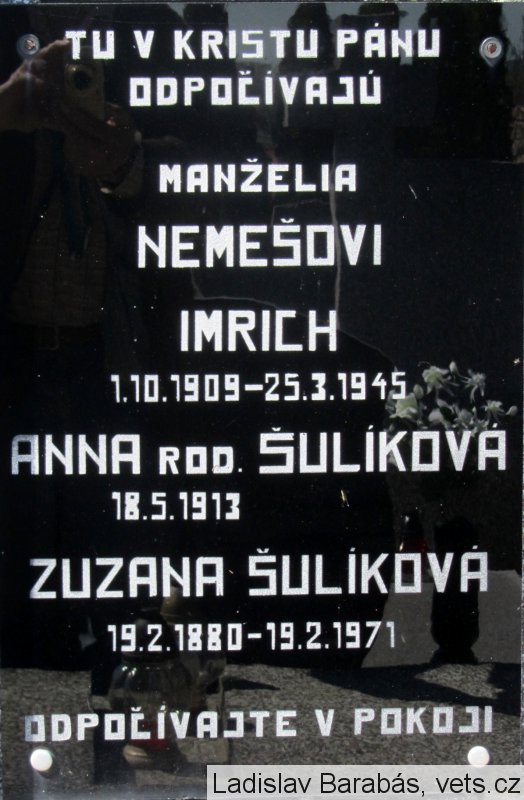 TU V KRISTU PÁNU
ODPOČÍVAJÚ
MANŽELIA
NEMEŠOVI
IMRICH
1.10.1909-25.3.1945
ANNA ROD. ŠULÍKOVÁ
18.5.1913
ZUZANA ŠULÍKOVÁ
19.2.1880-19.2.1971
ODPOČÍVAJTE V POKOJI
Ladislav Barabás, vets.cz